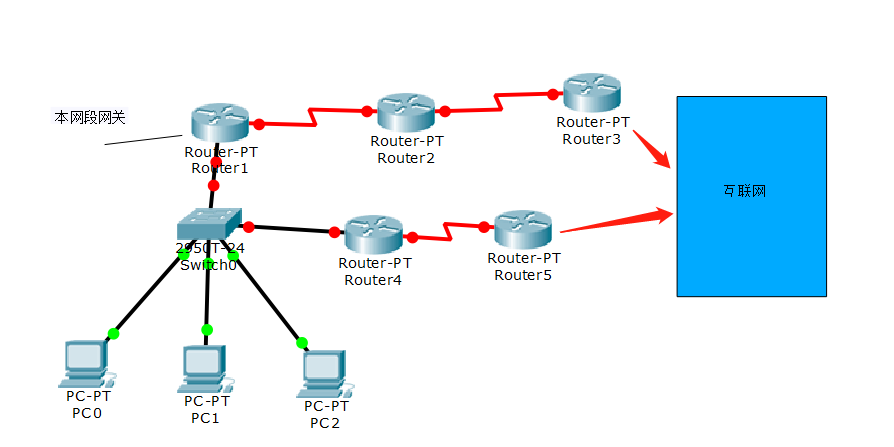 本网段网关
Router-PT
Router1
Router-PT
Router2
Router-PT
Router3
互联网
2950T-24
Switch0
Router-PT
Router4
Router-PT
Router5
PC-PT
PC0
PC-PT
PC1
PC-PT
PC2